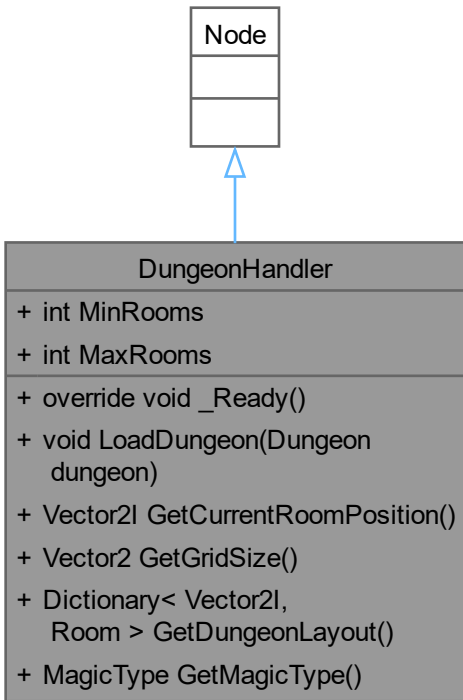 Node
DungeonHandler
+ int MinRooms
+ int MaxRooms
+ override void _Ready()
+ void LoadDungeon(Dungeon
dungeon)
+ Vector2I GetCurrentRoomPosition()
+ Vector2 GetGridSize()
+ Dictionary< Vector2I,
Room > GetDungeonLayout()
+ MagicType GetMagicType()